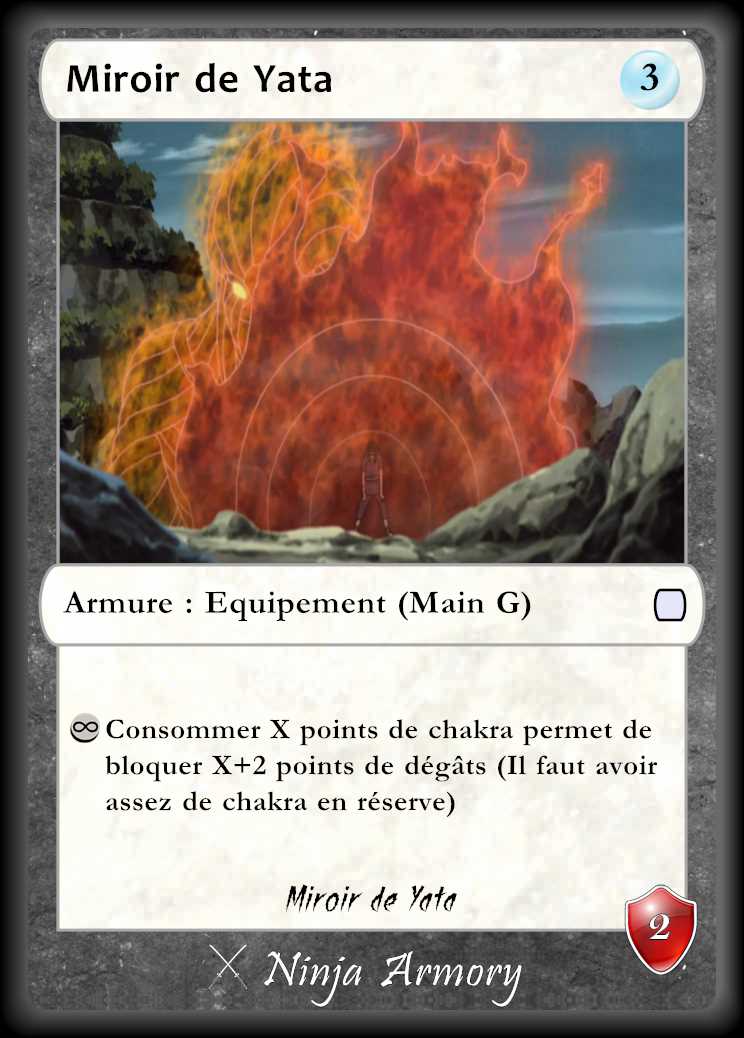 Miroir de Yata
3
Armure : Equipement (Main G)
∞ Consommer X points de chakra permet de
bloquer X+2 points de dégâts (Il faut avoir
assez de chakra en réserve)
Miroir de Yata
2
Ninja Armory